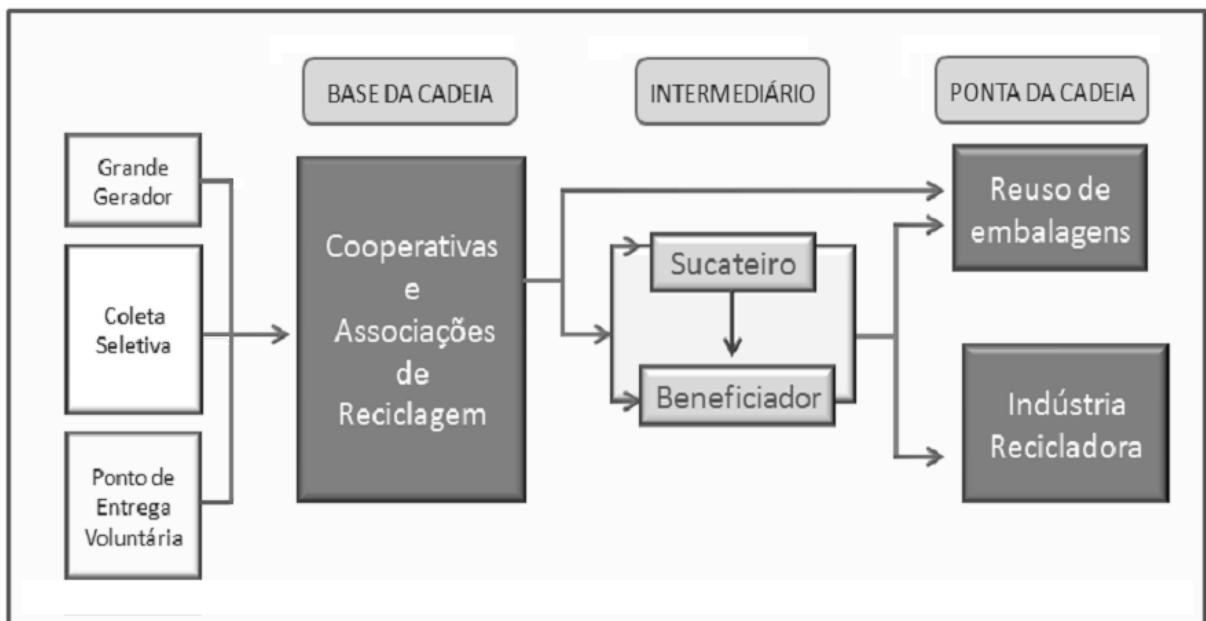 BASE DA CADEIA
INTERMEDIÁRIO
PONTA DA CADEIA
Grande
Gerador
Coleta
Seletiva
Ponto de
Entrega
Voluntária
Cooperativas
e
Associações
de
Reciclagem
Sucateiro
Beneficiador
Reuso de
embalagens
Indústria
Recicladora